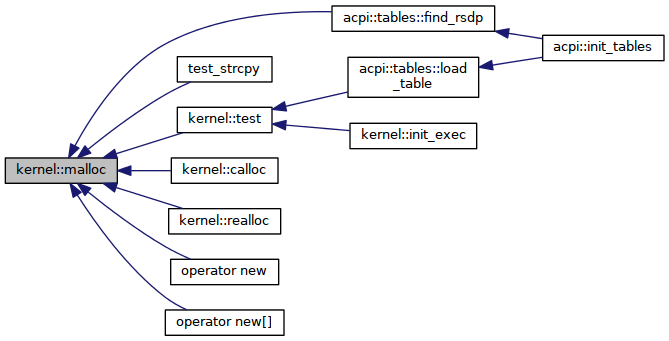 acpi::tables::find_rsdp
acpi::init_tables
test_strcpy
acpi::tables::load
_table
kernel::test
kernel::init_exec
kernel::malloc
kernel::calloc
kernel::realloc
operator new
operator new[]